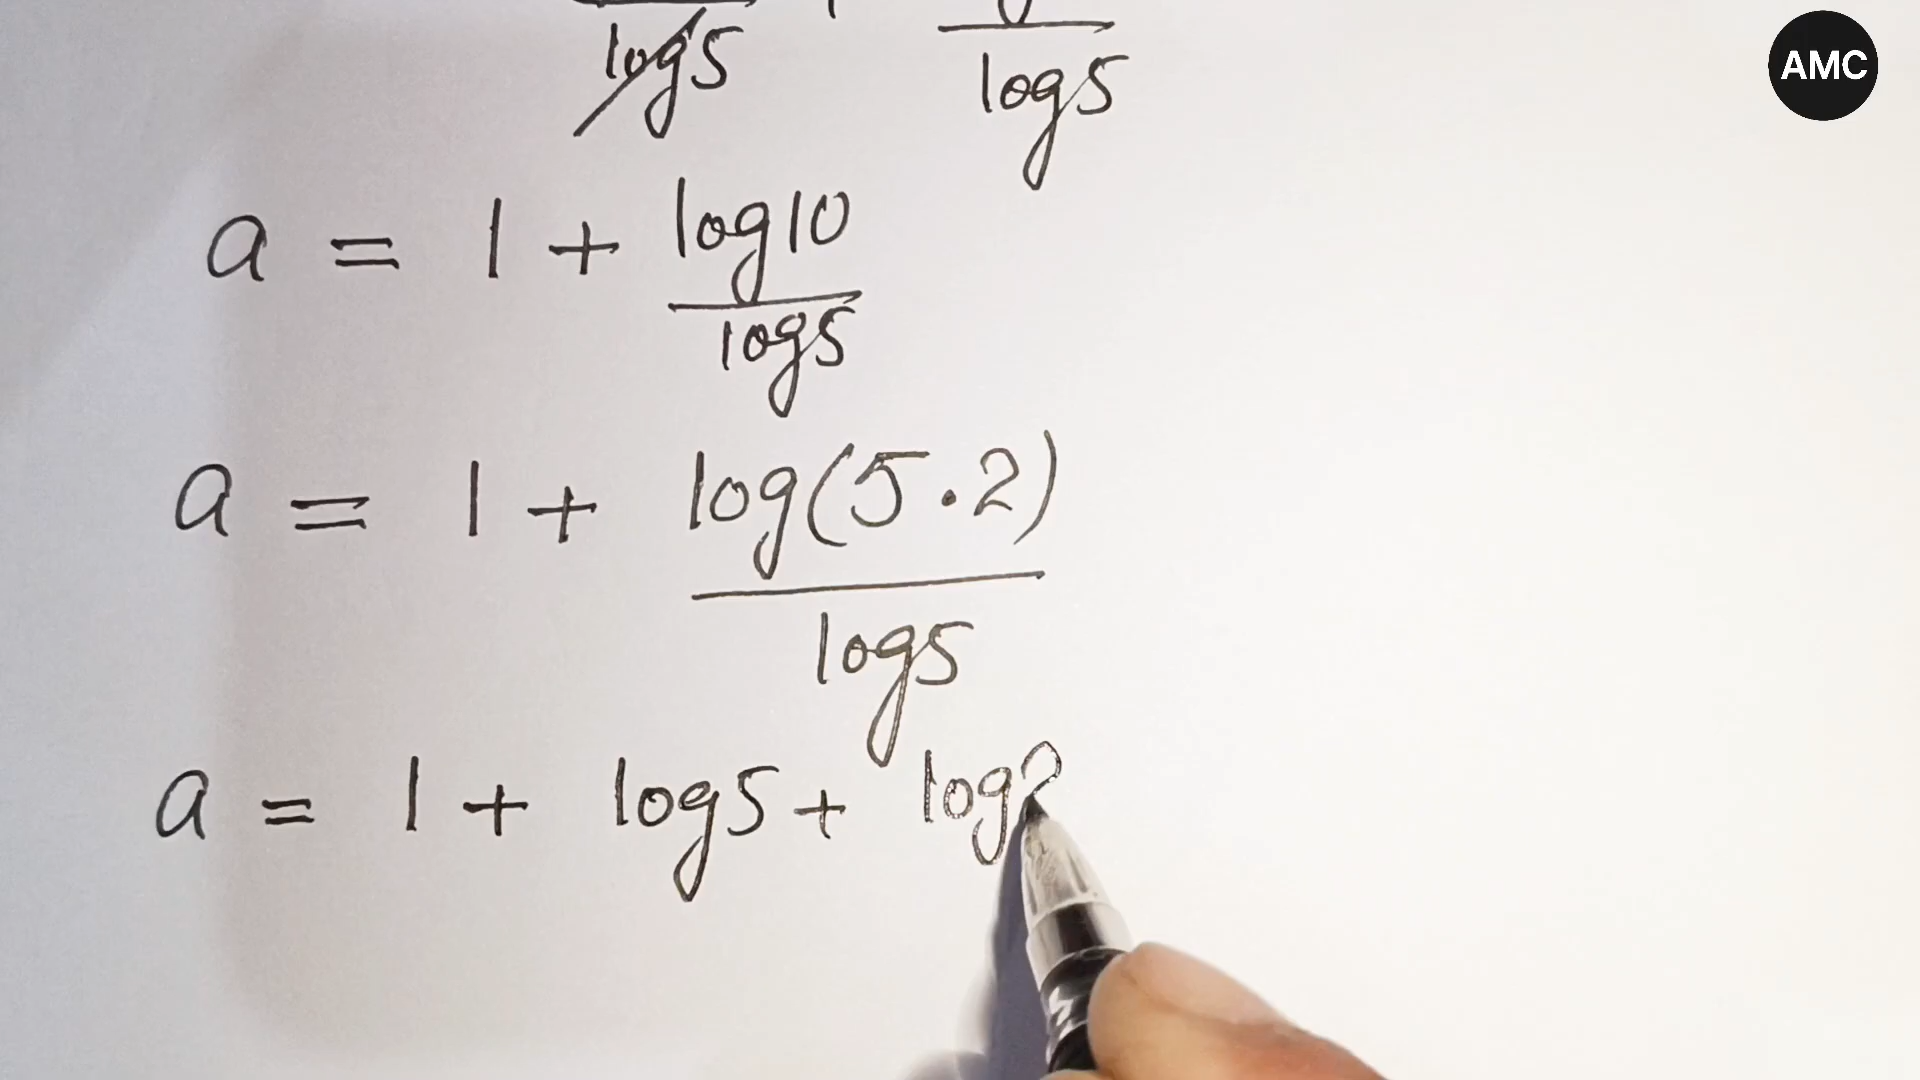 AMC
log5 log5
a = 1 + log10
log5
a = 1 + log(5·2)
log5
a = 1 + log5 + log2